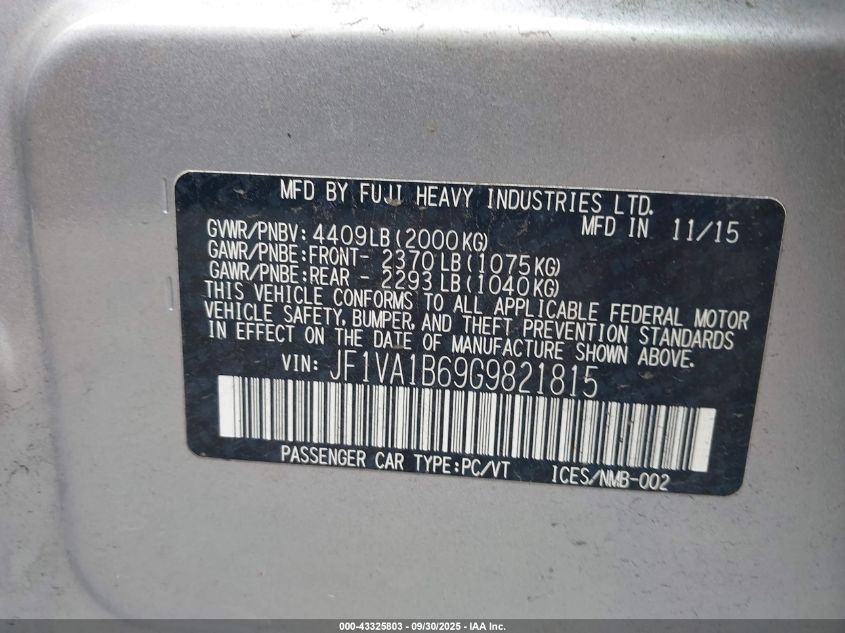 MFD BY FUJI HEAVY INDUSTRIES LTD.
MFD IN 11/15
GVWR/PNBV: 4409LB(2000KG)
GAWR/PNBE:FRONT- 2370LB(1075KG)
GAWR/PNBE:REAR - 2293LB(1040KG)
THIS VEHICLE CONFORMS TO ALL APPLICABLE FEDERAL MOTOR
VEHICLE SAFETY, BUMPER, AND THEFT PREVENTION STANDARDS
IN EFFECT ON THE DATE OF MANUFACTURE SHOWN ABOVE.
VIN: JF1VA1B69G9821815
PASSENGER CAR TYPE:PC/VT ICES/NMB-002
000-43325803 - 09/30/2025 - IAA Inc.